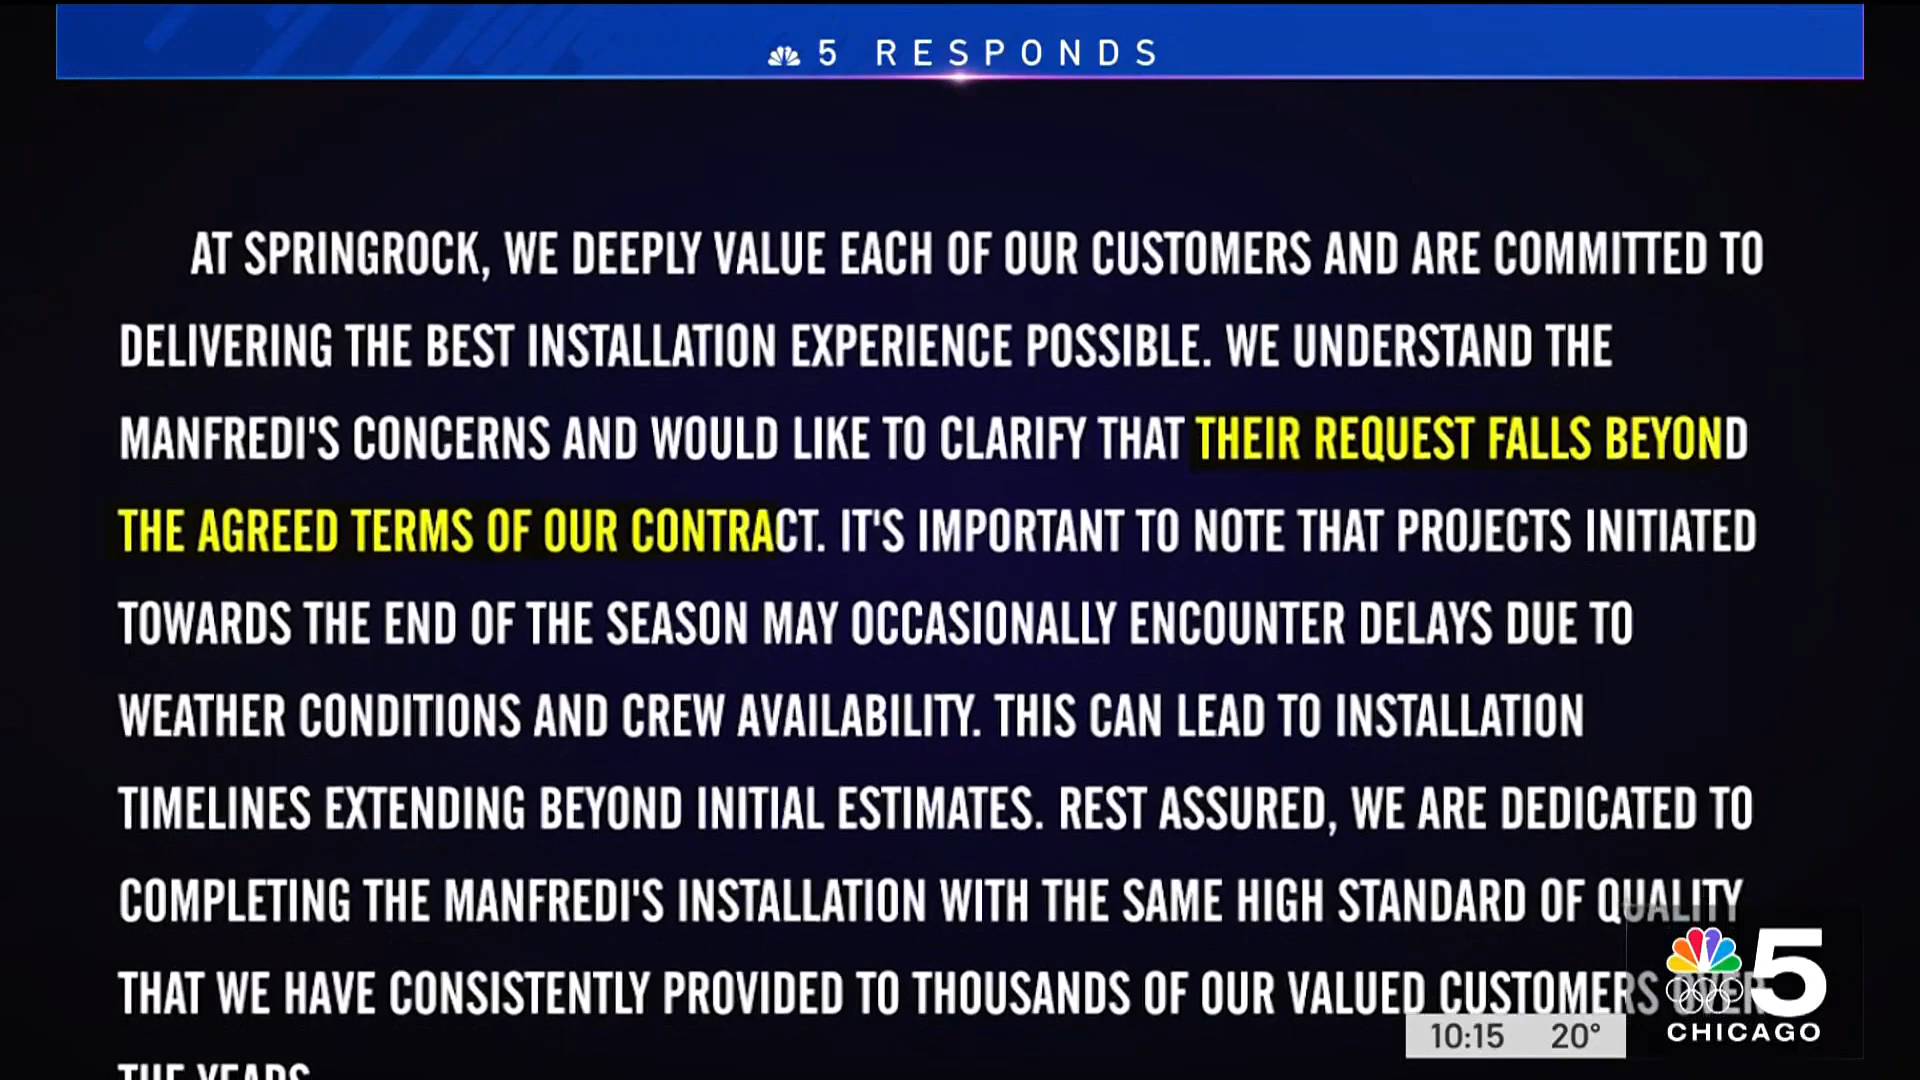 5 RESPONDS
AT SPRINGROCK, WE DEEPLY VALUE EACH OF OUR CUSTOMERS AND ARE COMMITTED TO
DELIVERING THE BEST INSTALLATION EXPERIENCE POSSIBLE. WE UNDERSTAND THE
MANFREDI'S CONCERNS AND WOULD LIKE TO CLARIFY THAT THEIR REQUEST FALLS BEYOND
THE AGREED TERMS OF OUR CONTRACT. IT'S IMPORTANT TO NOTE THAT PROJECTS INITIATED
TOWARDS THE END OF THE SEASON MAY OCCASIONALLY ENCOUNTER DELAYS DUE TO
WEATHER CONDITIONS AND CREW AVAILABILITY. THIS CAN LEAD TO INSTALLATION
TIMELINES EXTENDING BEYOND INITIAL ESTIMATES. REST ASSURED, WE ARE DEDICATED TO
COMPLETING THE MANFREDI'S INSTALLATION WITH THE SAME HIGH STANDARD OF QUALITY
THAT WE HAVE CONSISTENTLY PROVIDED TO THOUSANDS OF OUR VALUED CUSTOMERS OVER
THE YEARS.
5
CHICAGO
10:15 20°